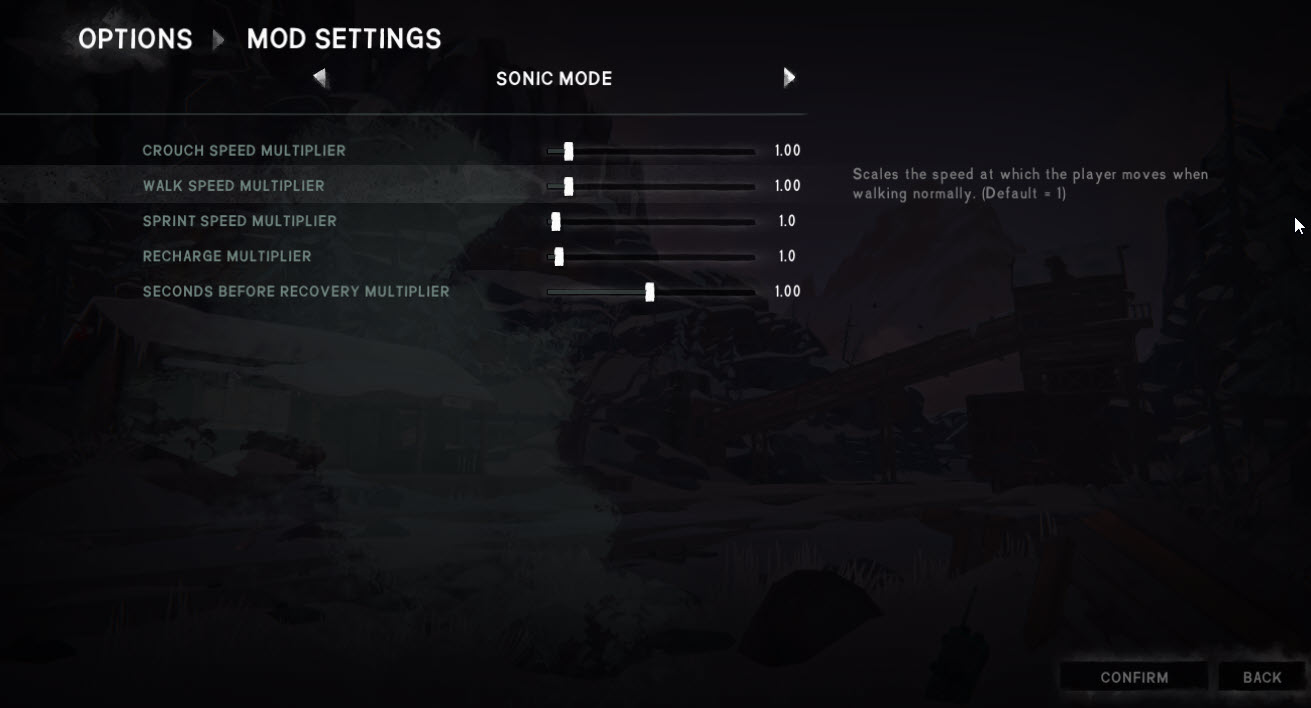 OPTIONS MOD SETTINGS
SONIC MODE
CROUCH SPEED MULTIPLIER 1.00
WALK SPEED MULTIPLIER 1.00
SPRINT SPEED MULTIPLIER 1.0
RECHARGE MULTIPLIER 1.0
SECONDS BEFORE RECOVERY MULTIPLIER 1.00
Scales the speed at which the player moves when
walking normally. (Default = 1)
CONFIRM BACK